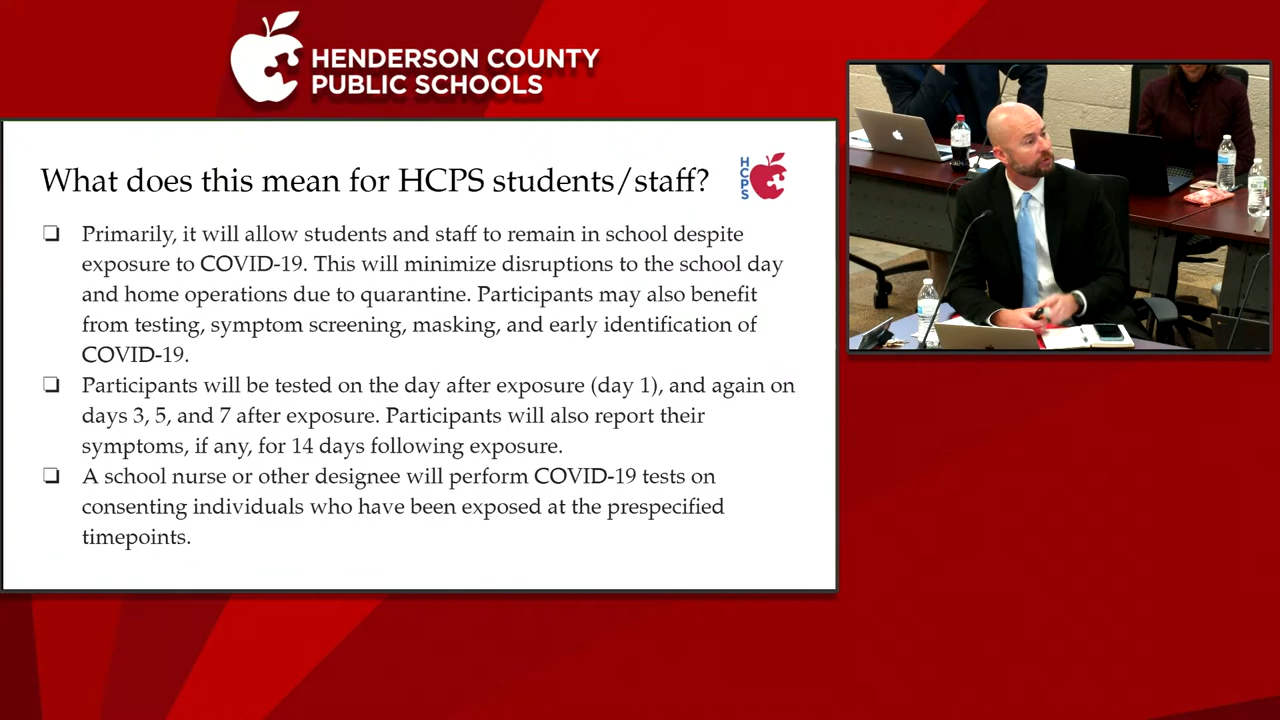 HENDERSON COUNTY
PUBLIC SCHOOLS
What does this mean for HCPS students/staff?
HCPS
❏ Primarily, it will allow students and staff to remain in school despite
exposure to COVID-19. This will minimize disruptions to the school day
and home operations due to quarantine. Participants may also benefit
from testing, symptom screening, masking, and early identification of
COVID-19.
❏ Participants will be tested on the day after exposure (day 1), and again on
days 3, 5, and 7 after exposure. Participants will also report their
symptoms, if any, for 14 days following exposure.
❏ A school nurse or other designee will perform COVID-19 tests on
consenting individuals who have been exposed at the prespecified
timepoints.